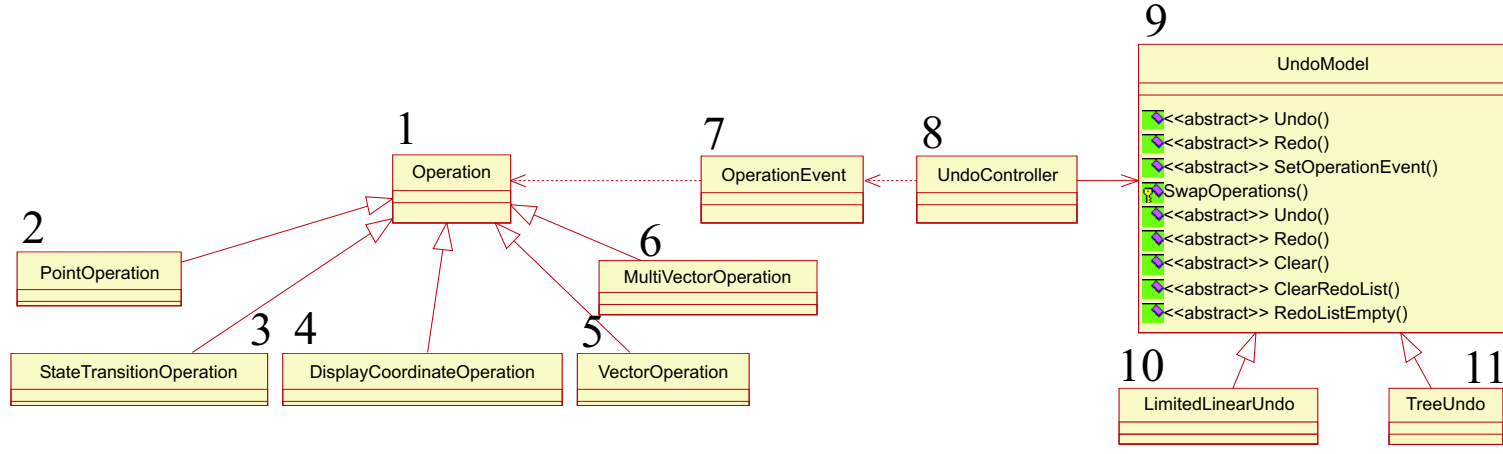 9
UndoModel
<<abstract>> Undo()
<<abstract>> Redo()
<<abstract>> SetOperationEvent()
SwapOperations()
<<abstract>> Undo()
<<abstract>> Redo()
<<abstract>> Clear()
<<abstract>> ClearRedoList()
<<abstract>> RedoListEmpty()
1
Operation
7
OperationEvent
8
UndoController
2
PointOperation
6
MultiVectorOperation
3
StateTransitionOperation
4
DisplayCoordinateOperation
5
VectorOperation
10
LimitedLinearUndo
11
TreeUndo